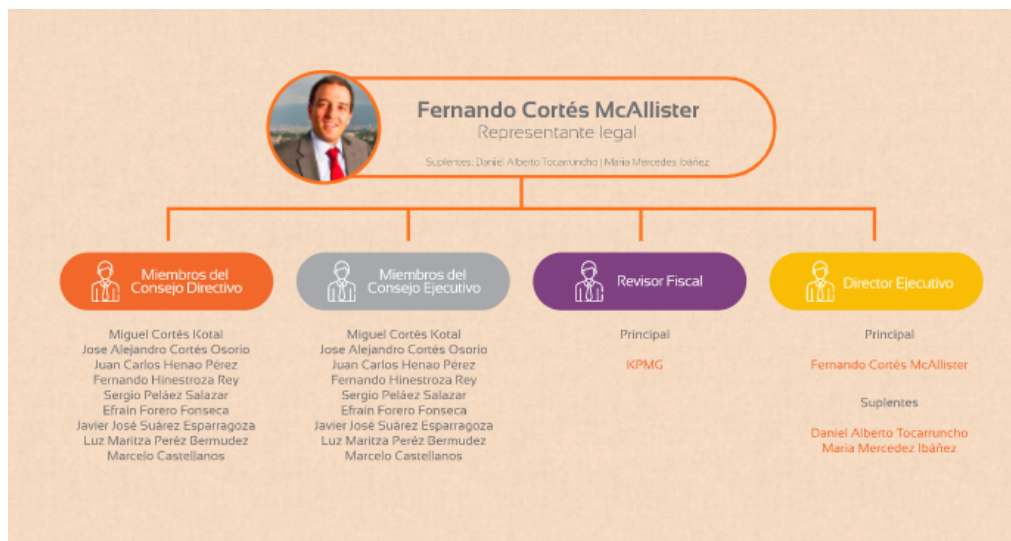 Fernando Cortés McAllister
Representante legal
Suplentes: Daniel Alberto Tocarruncho | Maria Mercedes Ibáñez
Miembros del
Consejo Directivo
Miguel Cortés Kotal
Jose Alejandro Cortés Osorio
Juan Carlos Henao Pérez
Fernando Hinestroza Rey
Sergio Peláez Salazar
Efraín Forero Fonseca
Javier José Suárez Esparragoza
Luz Maritza Peréz Bermudez
Marcelo Castellanos
Miembros del
Consejo Ejecutivo
Miguel Cortés Kotal
Jose Alejandro Cortés Osorio
Juan Carlos Henao Pérez
Fernando Hinestroza Rey
Sergio Peláez Salazar
Efraín Forero Fonseca
Javier José Suárez Esparragoza
Luz Maritza Peréz Bermudez
Marcelo Castellanos
Revisor Fiscal
Principal
KPMG
Director Ejecutivo
Principal
Fernando Cortés McAllister
Suplentes
Daniel Alberto Tocarruncho
Maria Mercedez Ibáñez